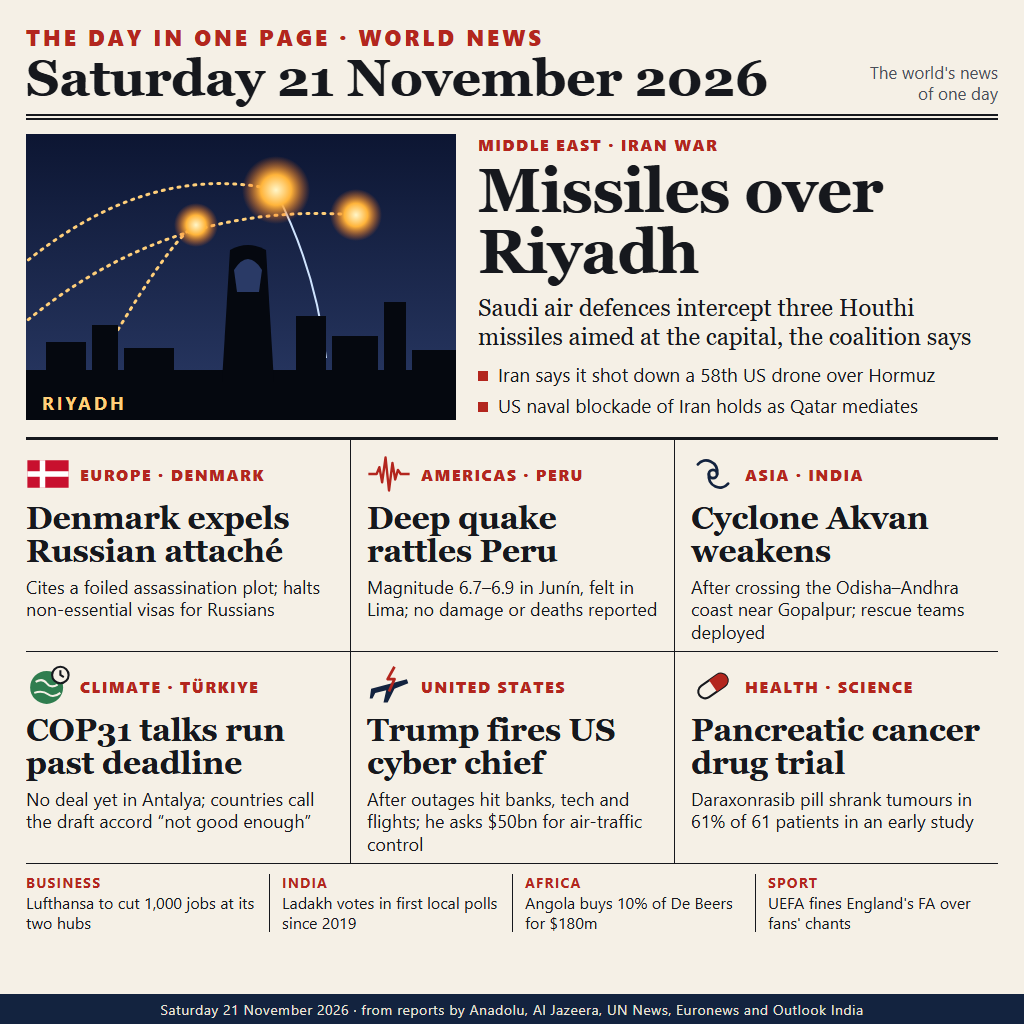 THE DAY IN ONE PAGE · WORLD NEWS
Saturday 21 November 2026
The world's news
of one day
RIYADH
MIDDLE EAST · IRAN WAR
Missiles over
Riyadh
Saudi air defences intercept three Houthi
missiles aimed at the capital, the coalition says
Iran says it shot down a 58th US drone over Hormuz
US naval blockade of Iran holds as Qatar mediates
EUROPE · DENMARK
Denmark expels
Russian attaché
Cites a foiled assassination plot; halts
non-essential visas for Russians
AMERICAS · PERU
Deep quake
rattles Peru
Magnitude 6.7–6.9 in Junín, felt in
Lima; no damage or deaths reported
ASIA · INDIA
Cyclone Akvan
weakens
After crossing the Odisha–Andhra
coast near Gopalpur; rescue teams
deployed
CLIMATE · TÜRKIYE
COP31 talks run
past deadline
No deal yet in Antalya; countries call
the draft accord “not good enough”
UNITED STATES
Trump fires US
cyber chief
After outages hit banks, tech and
flights; he asks $50bn for air-traffic
control
HEALTH · SCIENCE
Pancreatic cancer
drug trial
Daraxonrasib pill shrank tumours in
61% of 61 patients in an early study
BUSINESS
Lufthansa to cut 1,000 jobs at its
two hubs
INDIA
Ladakh votes in first local polls
since 2019
AFRICA
Angola buys 10% of De Beers
for $180m
SPORT
UEFA fines England's FA over
fans' chants
Saturday 21 November 2026 · from reports by Anadolu, Al Jazeera, UN News, Euronews and Outlook India